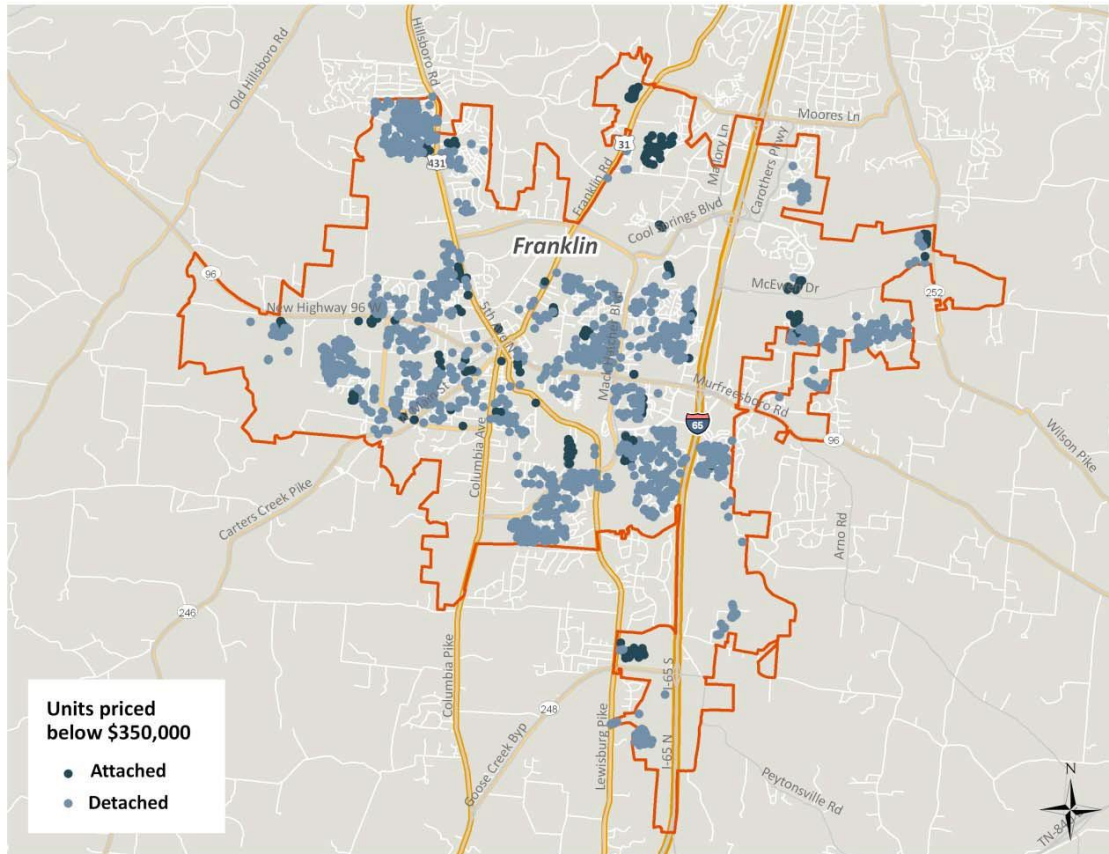 Hillsboro Rd
Old Hillsboro Rd
Moores Ln
31
Mallory Ln
Carothers Pkwy
431
Franklin Rd
Cool Springs Blvd
Franklin
96
McEwen Dr
252
New Highway 96 W
5th Ave N
Mack Hatcher Blvd
Murfreesboro Rd
65
96
Wilson Pike
Columbia Ave
Carters Creek Pike
Arno Rd
246
Columbia Pike
I-65 S
248
Goose Creek Byp
Lewisburg Pike
I-65 N
Peytonsville Rd
N
Units priced
below $350,000
Attached
Detached